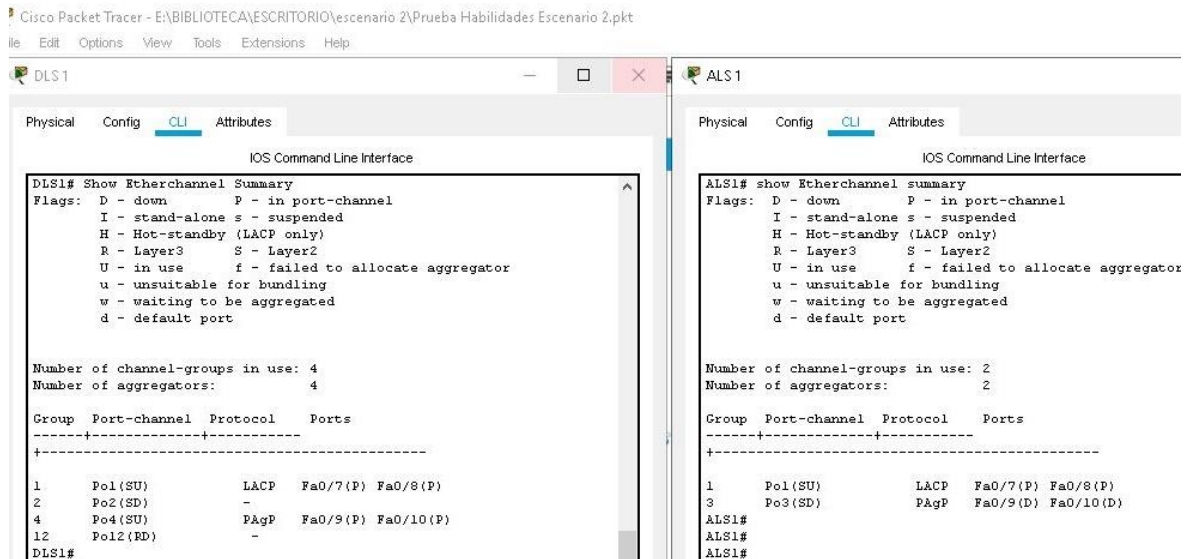 Cisco Packet Tracer - E:\BIBLIOTECA\ESCRITORIO\escenario 2\Prueba Habilidades Escenario 2.pkt
ile Edit Options View Tools Extensions Help
DLS1
Physical Config CLI Attributes
IOS Command Line Interface
DLS1# Show Etherchannel Summary
Flags: D - down P - in port-channel
I - stand-alone s - suspended
H - Hot-standby (LACP only)
R - Layer3 S - Layer2
U - in use f - failed to allocate aggregator
u - unsuitable for bundling
w - waiting to be aggregated
d - default port
Number of channel-groups in use: 4
Number of aggregators: 4
Group Port-channel Protocol Ports
------+-------------+-----------
+----------------------------------------------
1 Po1(SU) LACP Fa0/7(P) Fa0/8(P)
2 Po2(SD) -
4 Po4(SU) PAgP Fa0/9(P) Fa0/10(P)
12 Po12(RD) -
DLS1#
ALS1
Physical Config CLI Attributes
IOS Command Line Interface
ALS1# show Etherchannel summary
Flags: D - down P - in port-channel
I - stand-alone s - suspended
H - Hot-standby (LACP only)
R - Layer3 S - Layer2
U - in use f - failed to allocate aggregator
u - unsuitable for bundling
w - waiting to be aggregated
d - default port
Number of channel-groups in use: 2
Number of aggregators: 2
Group Port-channel Protocol Ports
------+-------------+-----------
+----------------------------------------------
1 Po1(SU) LACP Fa0/7(P) Fa0/8(P)
3 Po3(SD) PAgP Fa0/9(D) Fa0/10(D)
ALS1#
ALS1#
ALS1#